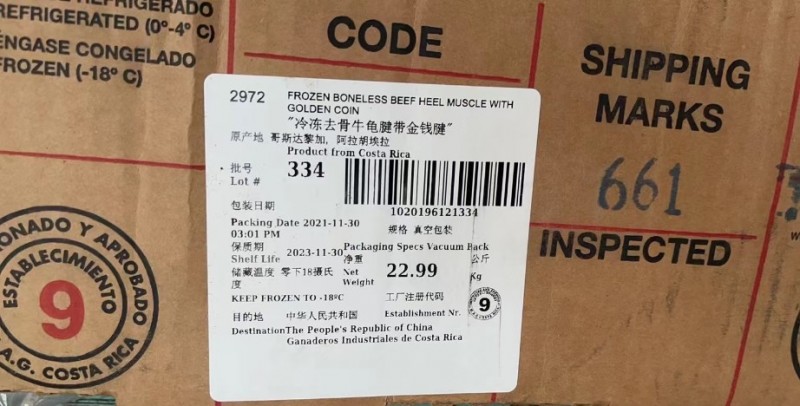 REFRIGERADO
REFRIGERATED (0°-4° C)
ÉNGASE CONGELADO
FROZEN (-18° C)
CODE
SHIPPING
MARKS
661
INSPECTED
2972 FROZEN BONELESS BEEF HEEL MUSCLE WITH
GOLDEN COIN
"冷冻去骨牛龟腱带金钱腱"
原产地 哥斯达黎加, 阿拉胡埃拉
Product from Costa Rica
批号
Lot # 334
1020196121334
包装日期
Packing Date 2021-11-30
03:01 PM
规格 真空包装
Packaging Specs Vacuum Pack
保质期
Shelf Life 2023-11-30
净重 公斤
Net Weight 22.99 Kg
储藏温度 零下18摄氏度
KEEP FROZEN TO -18ºC
工厂注册代码
Establishment Nr. 9
目的地 中华人民共和国
Destination The People's Republic of China
Ganaderos Industriales de Costa Rica
IONADO Y APROBADO
ESTABLECIMIENTO
9
A.G. COSTA RICA